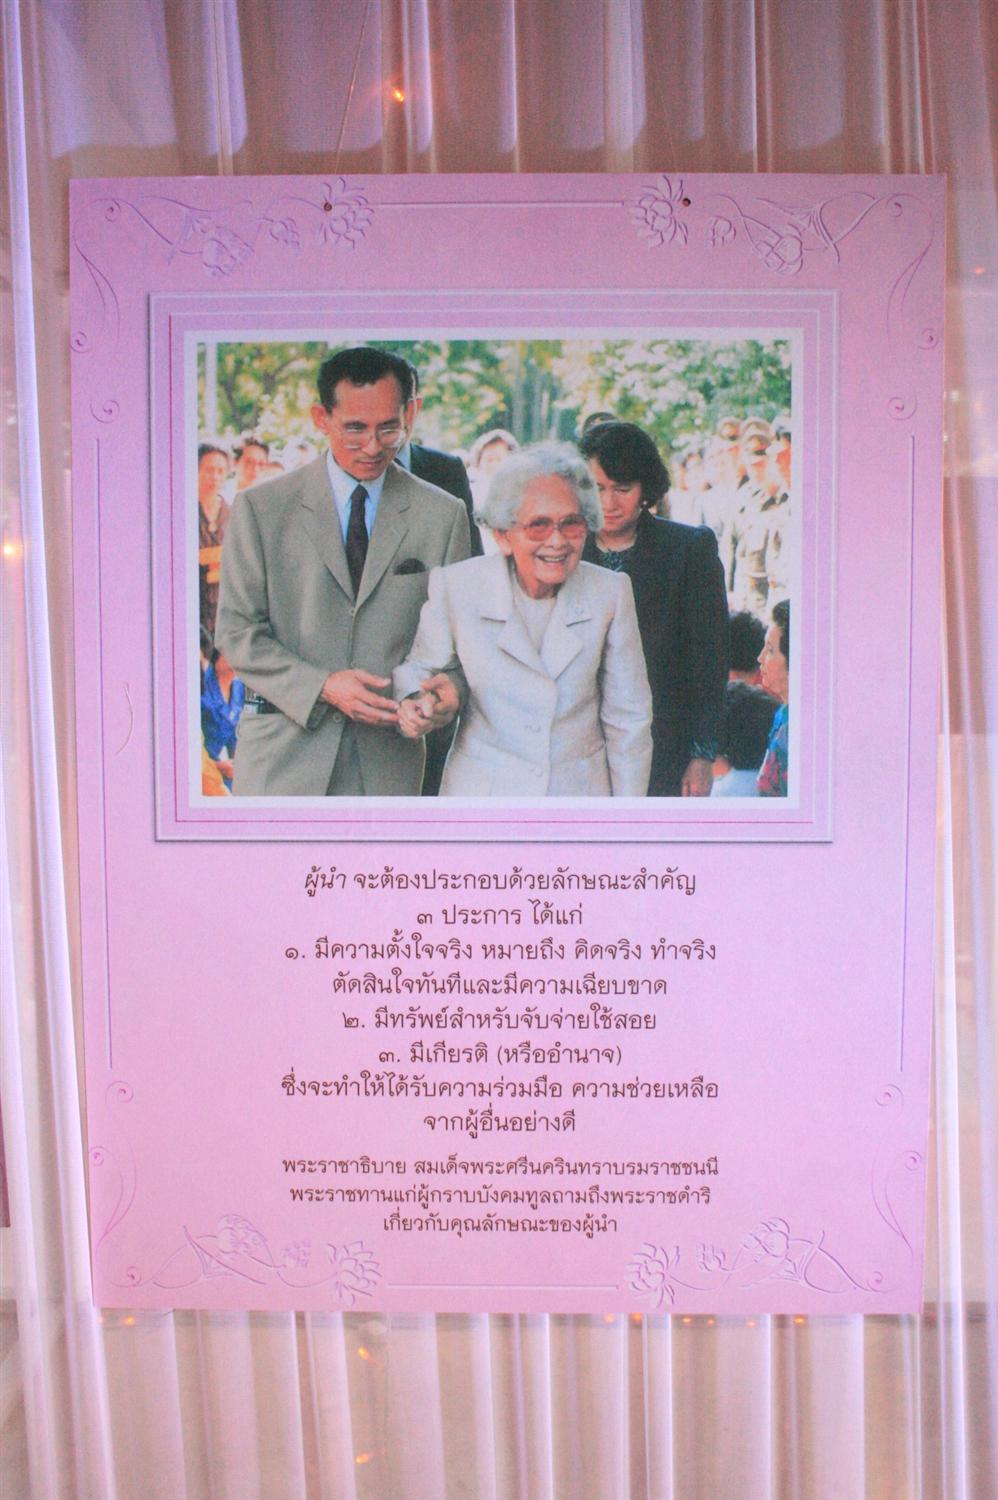 ผู้นำ จะต้องประกอบด้วยลักษณะสำคัญ
๓ ประการ ได้แก่
๑. มีความตั้งใจจริง หมายถึง คิดจริง ทำจริง
ตัดสินใจทันทีและมีความเฉียบขาด
๒. มีทรัพย์สำหรับจับจ่ายใช้สอย
๓. มีเกียรติ (หรืออำนาจ)
ซึ่งจะทำให้ได้รับความร่วมมือ ความช่วยเหลือ
จากผู้อื่นอย่างดี
พระราชาธิบาย สมเด็จพระศรีนครินทราบรมราชชนนี
พระราชทานแก่ผู้กราบบังคมทูลถามถึงพระราชดำริ
เกี่ยวกับคุณลักษณะของผู้นำ